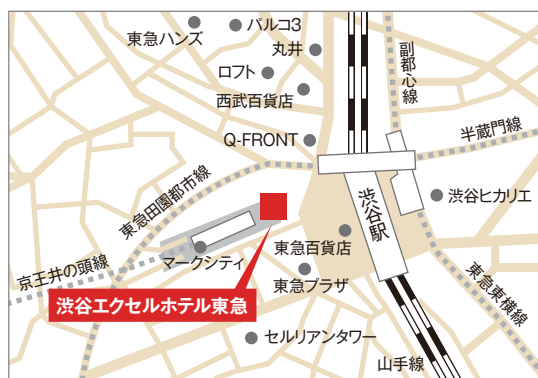 パルコ3
東急ハンズ
丸井
ロフト
西武百貨店
副都心線
Q-FRONT
半蔵門線
東急田園都市線
渋谷駅
渋谷ヒカリエ
東急百貨店
マークシティ
京王井の頭線
東急プラザ
東急東横線
渋谷エクセルホテル東急
セルリアンタワー
山手線